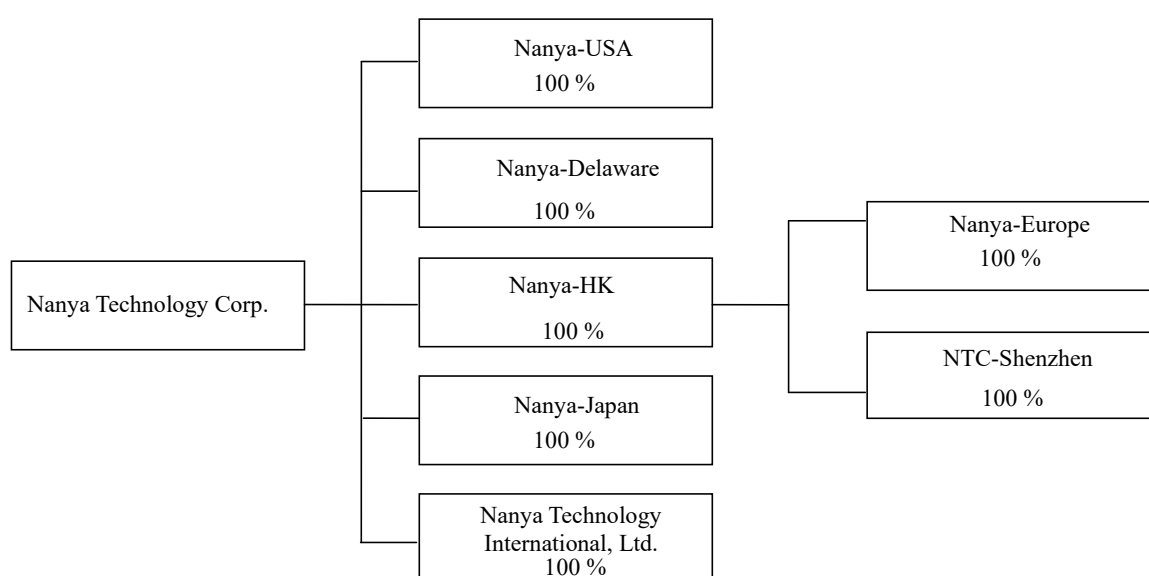 Nanya-USA
100 %
Nanya-Delaware
100 %
Nanya-Europe
100 %
Nanya-HK
100 %
Nanya Technology Corp.
NTC-Shenzhen
100 %
Nanya-Japan
100 %
Nanya Technology
International, Ltd.
100 %